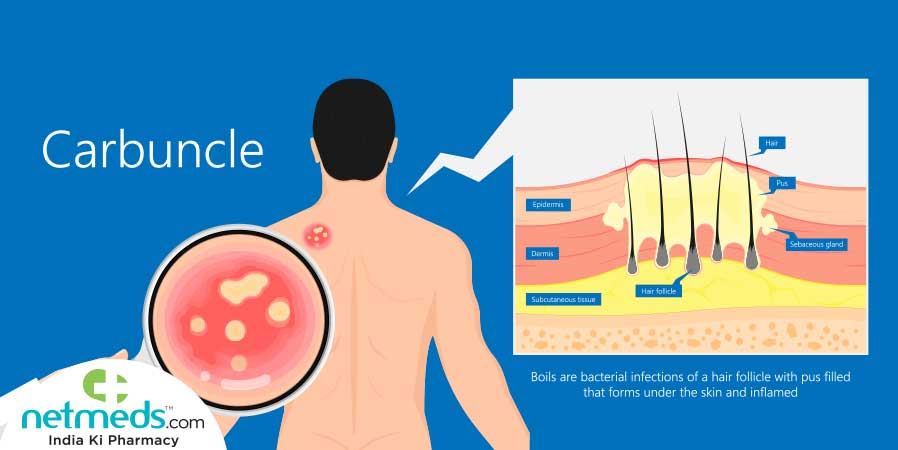 Carbuncle
Hair
Pus
Epidermis
Sebaceous gland
Dermis
Hair follicle
Subcutaneous tissue
Boils are bacterial infections of a hair follicle with pus filled
that forms under the skin and inflamed
netmeds.com™
India Ki Pharmacy